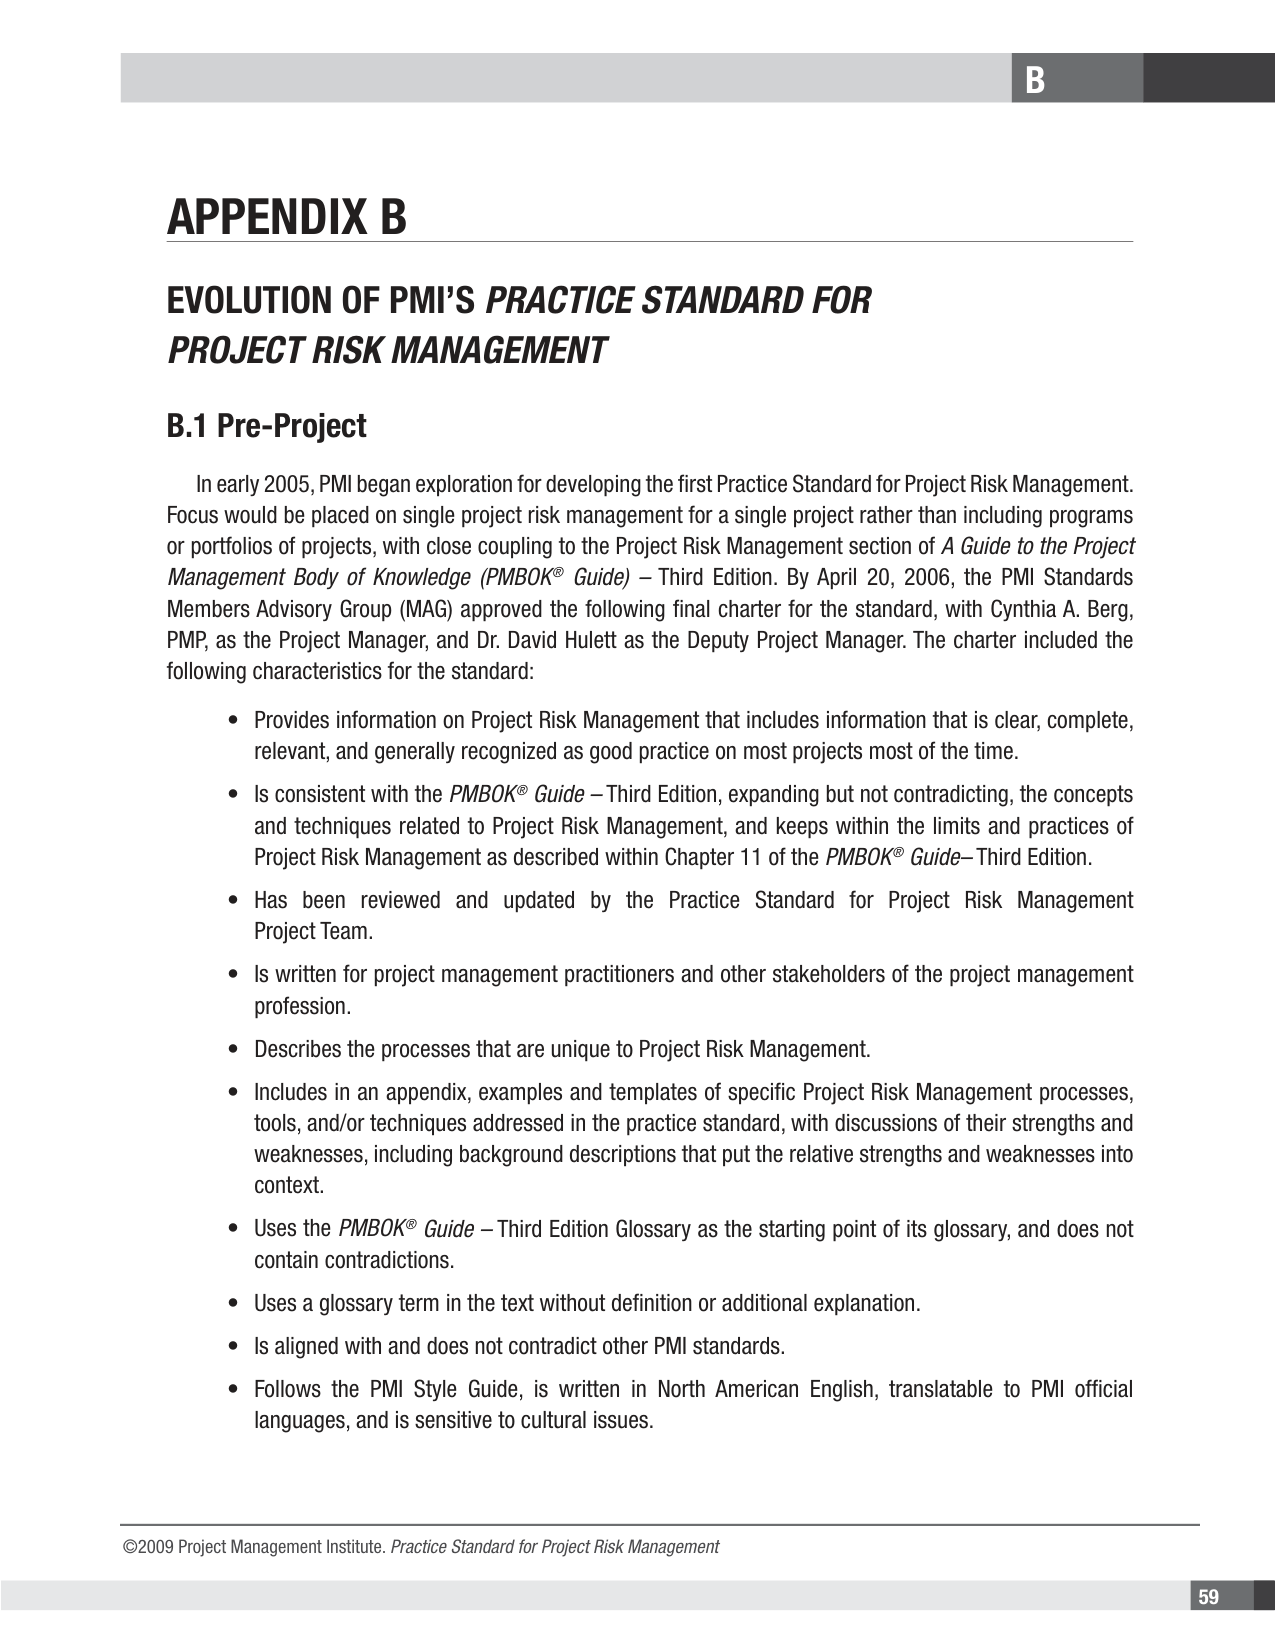 B
APPENDIX B
EVOLUTION OF PMI’S PRACTICE STANDARD FOR
PROJECT RISK MANAGEMENT
B.1 Pre-Project
In early 2005, PMI began exploration for developing the first Practice Standard for Project Risk Management.
Focus would be placed on single project risk management for a single project rather than including programs
or portfolios of projects, with close coupling to the Project Risk Management section of A Guide to the Project
Management Body of Knowledge (PMBOK® Guide) – Third Edition. By April 20, 2006, the PMI Standards
Members Advisory Group (MAG) approved the following final charter for the standard, with Cynthia A. Berg,
PMP, as the Project Manager, and Dr. David Hulett as the Deputy Project Manager. The charter included the
following characteristics for the standard:
• Provides information on Project Risk Management that includes information that is clear, complete,
relevant, and generally recognized as good practice on most projects most of the time.
• Is consistent with the PMBOK® Guide – Third Edition, expanding but not contradicting, the concepts
and techniques related to Project Risk Management, and keeps within the limits and practices of
Project Risk Management as described within Chapter 11 of the PMBOK® Guide– Third Edition.
• Has been reviewed and updated by the Practice Standard for Project Risk Management
Project Team.
• Is written for project management practitioners and other stakeholders of the project management
profession.
• Describes the processes that are unique to Project Risk Management.
• Includes in an appendix, examples and templates of specific Project Risk Management processes,
tools, and/or techniques addressed in the practice standard, with discussions of their strengths and
weaknesses, including background descriptions that put the relative strengths and weaknesses into
context.
• Uses the PMBOK® Guide – Third Edition Glossary as the starting point of its glossary, and does not
contain contradictions.
• Uses a glossary term in the text without definition or additional explanation.
• Is aligned with and does not contradict other PMI standards.
• Follows the PMI Style Guide, is written in North American English, translatable to PMI official
languages, and is sensitive to cultural issues.
©2009 Project Management Institute. Practice Standard for Project Risk Management
59